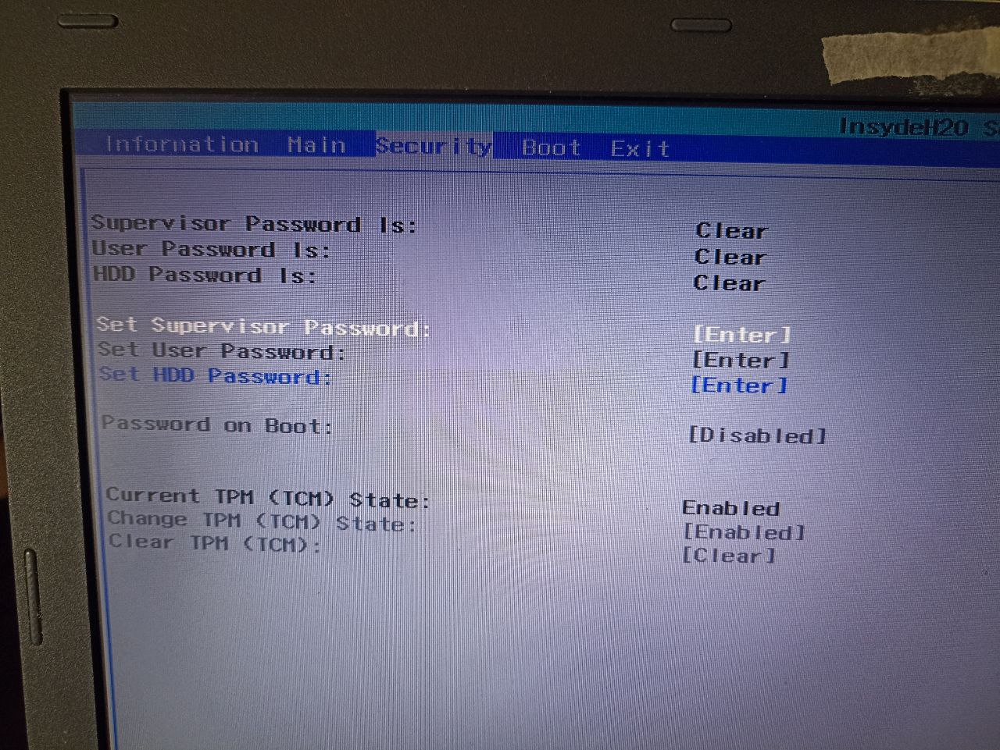 InsydeH20
Information Main Security Boot Exit
Supervisor Password Is: Clear
User Password Is: Clear
HDD Password Is: Clear
Set Supervisor Password: [Enter]
Set User Password: [Enter]
Set HDD Password: [Enter]
Password on Boot: [Disabled]
Current TPM (TCM) State: Enabled
Change TPM (TCM) State: [Enabled]
Clear TPM (TCM): [Clear]